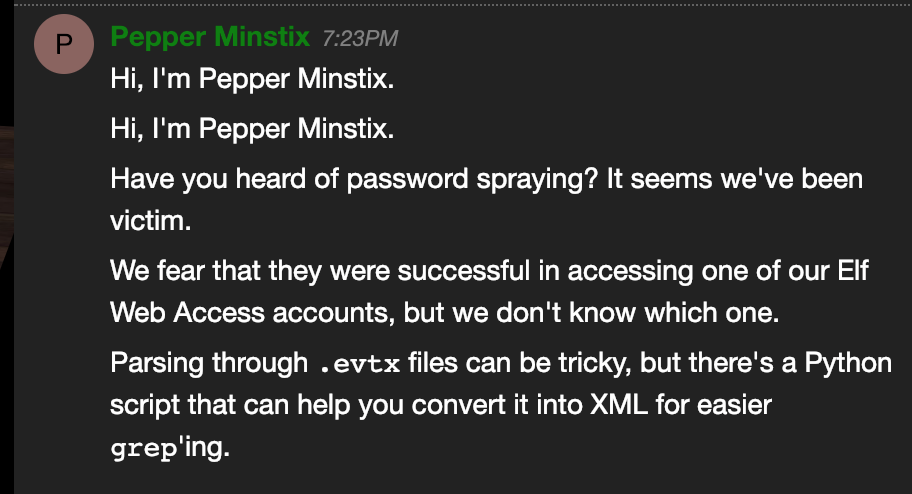 P
Pepper Minstix 7:23PM
Hi, I'm Pepper Minstix.
Hi, I'm Pepper Minstix.
Have you heard of password spraying? It seems we've been
victim.
We fear that they were successful in accessing one of our Elf
Web Access accounts, but we don't know which one.
Parsing through .evtx files can be tricky, but there's a Python
script that can help you convert it into XML for easier
grep'ing.